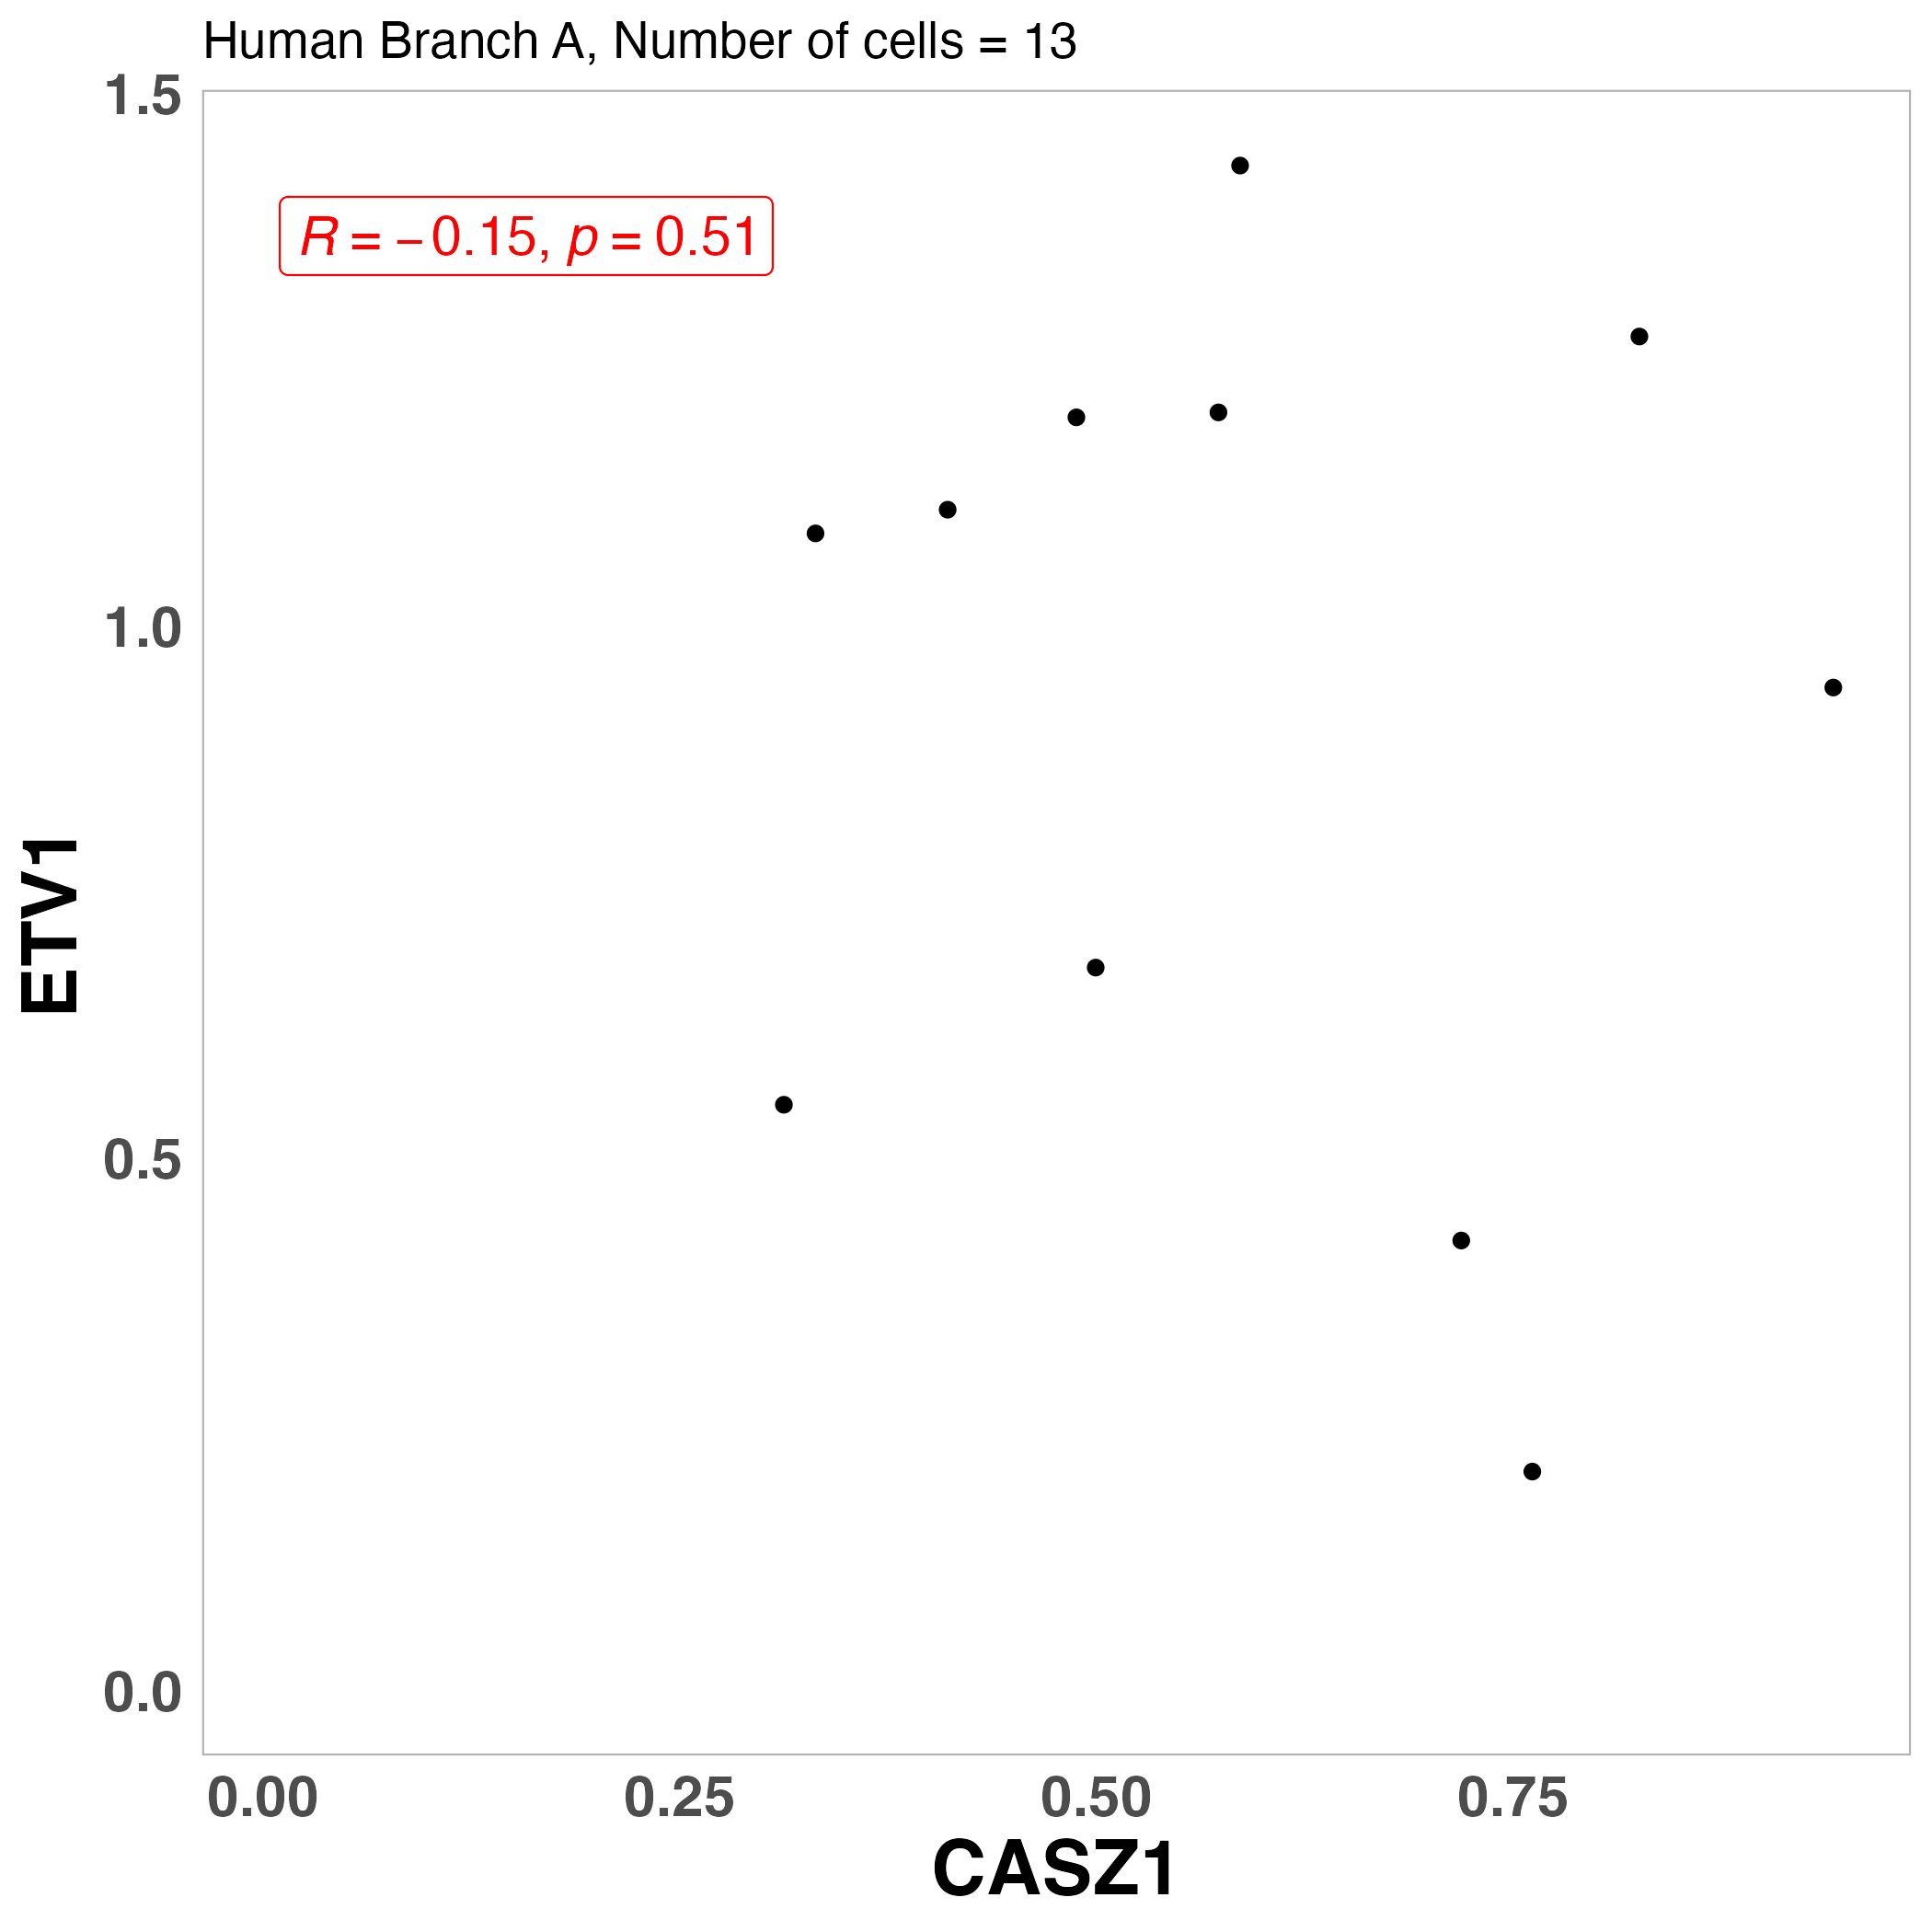 Human Branch A, Number of cells = 13
1.5
R = −0.15, p = 0.51
1.0
ETV1
0.5
0.0
0.00 0.25 0.50 0.75
CASZ1